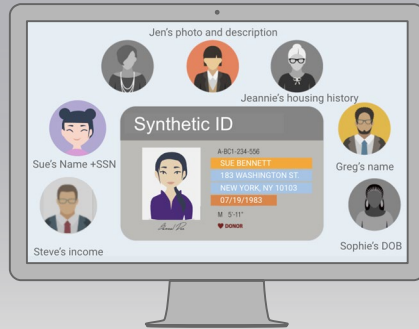 Jen's photo and description
Jeannie's housing history
Synthetic ID
A-BC1-234-556
SUE BENNETT
183 WASHINGTON ST.
NEW YORK, NY 10103
07/19/1983
M 5'-11"
DONOR
Sue's Name +SSN
Greg's name
Steve's income
Sophie's DOB